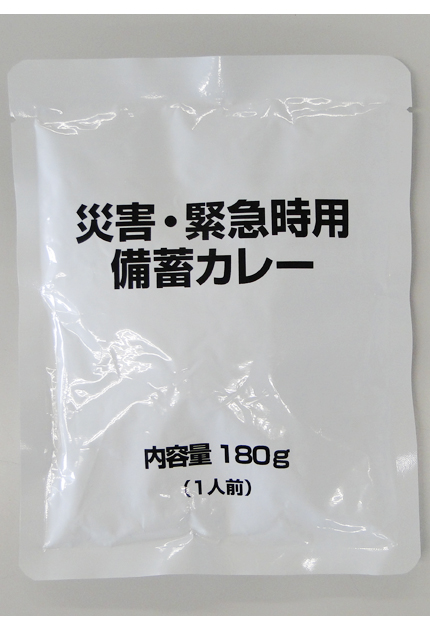 災害・緊急時用
備蓄カレー
内容量 180g
(1人前)